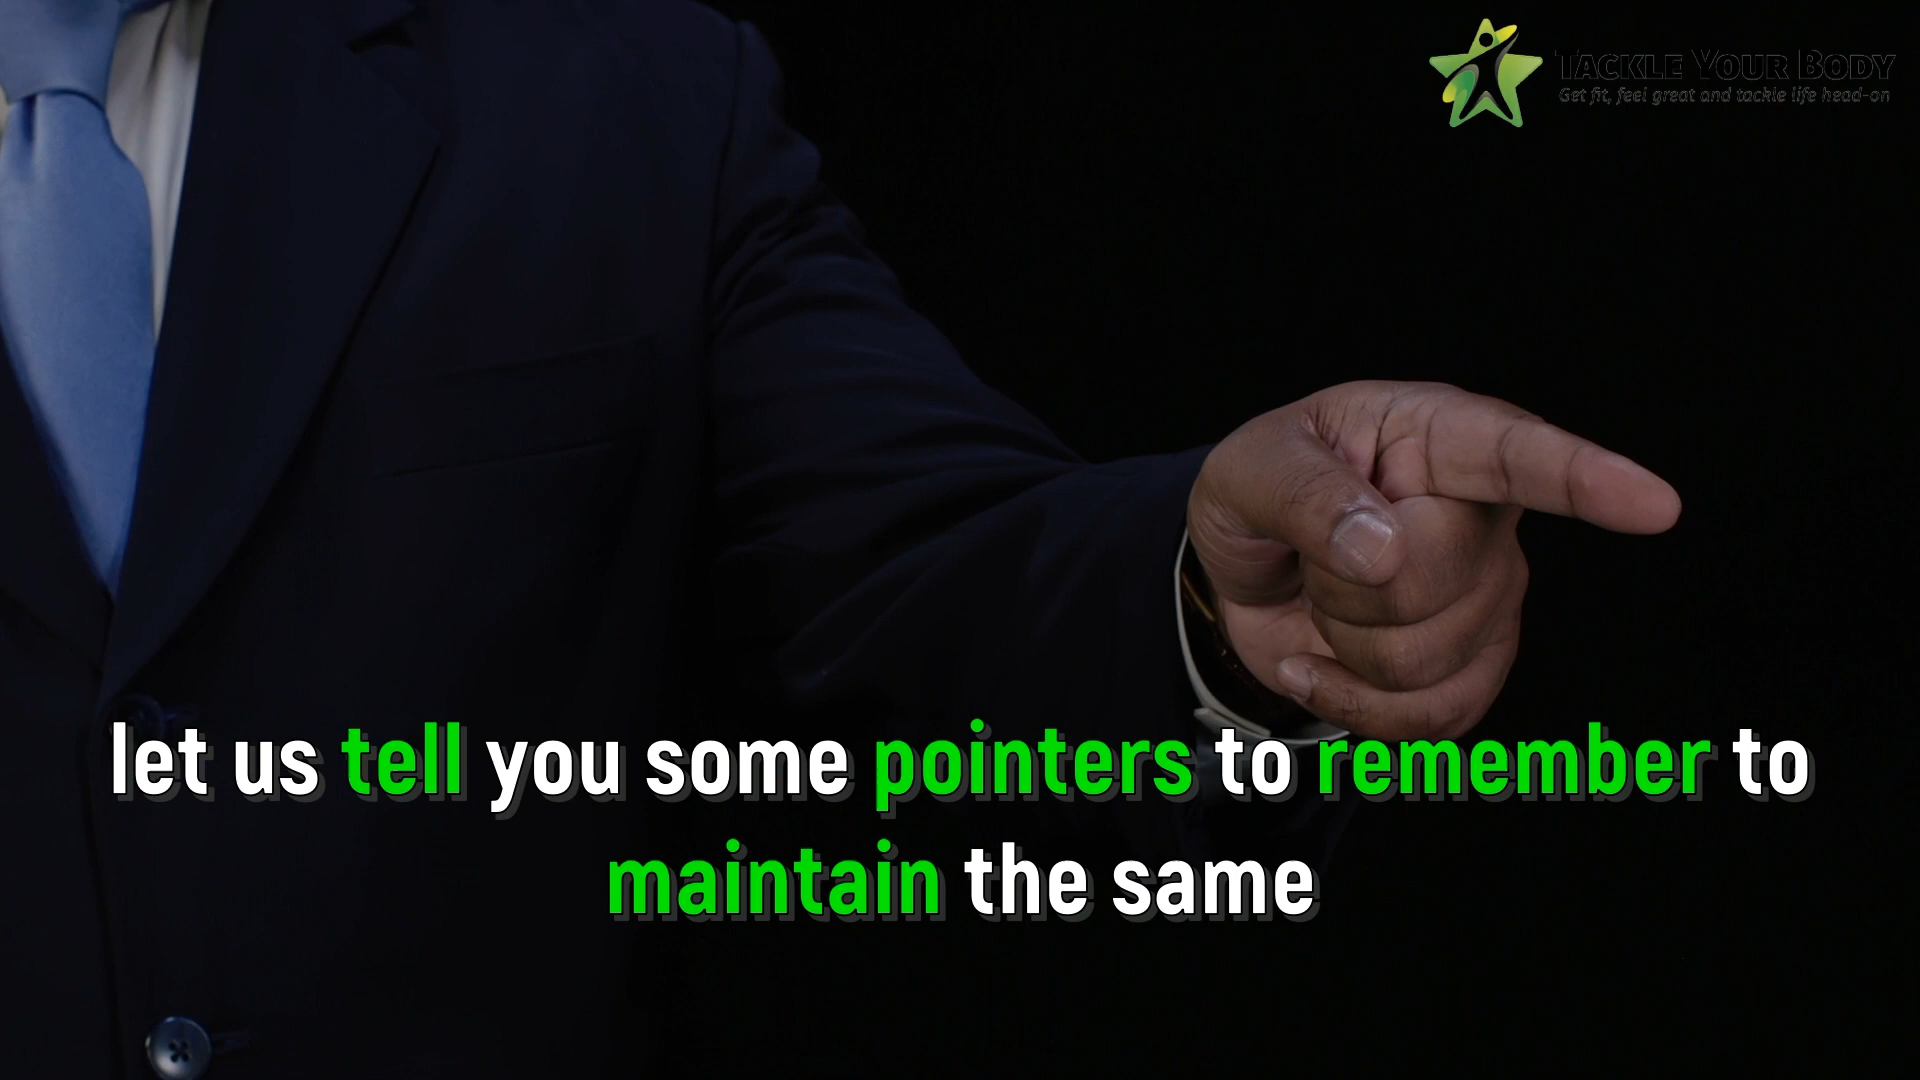 TACKLE YOUR BODY
Get fit, feel great and tackle life head-on
let us tell you some pointers to remember to
maintain the same